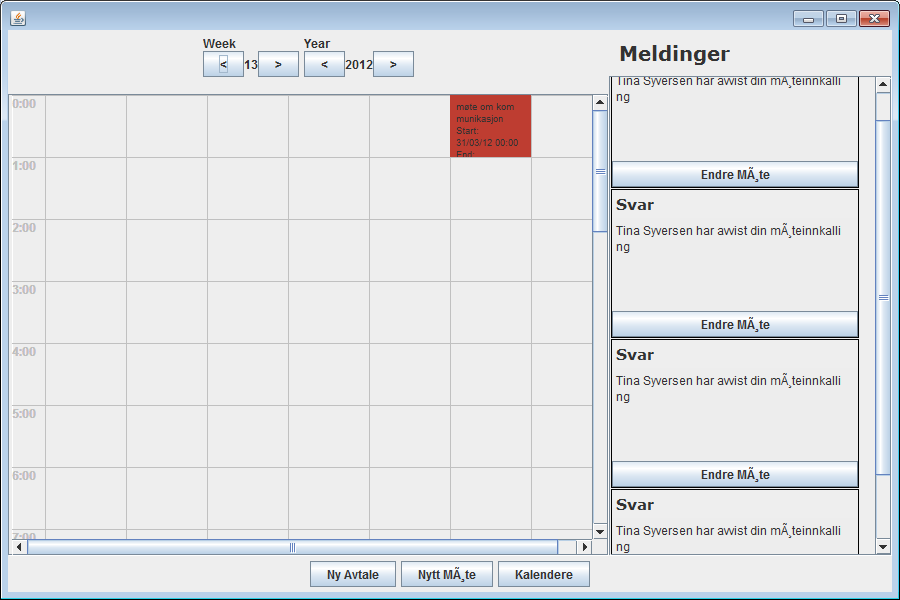 Week
Year
< 13 > < 2012 >
0:00
1:00
2:00
3:00
4:00
5:00
6:00
7:00
møte om kom
munikasjon
Start:
31/03/12 00:00
End:
Meldinger
Tina Syversen har avvist din mÃ¸teinnkalli
ng
Endre MÃ¸te
Svar
Tina Syversen har avvist din mÃ¸teinnkalli
ng
Endre MÃ¸te
Svar
Tina Syversen har avvist din mÃ¸teinnkalli
ng
Endre MÃ¸te
Svar
Tina Syversen har avvist din mÃ¸teinnkalli
ng
Ny Avtale
Nytt MÃ¸te
Kalendere